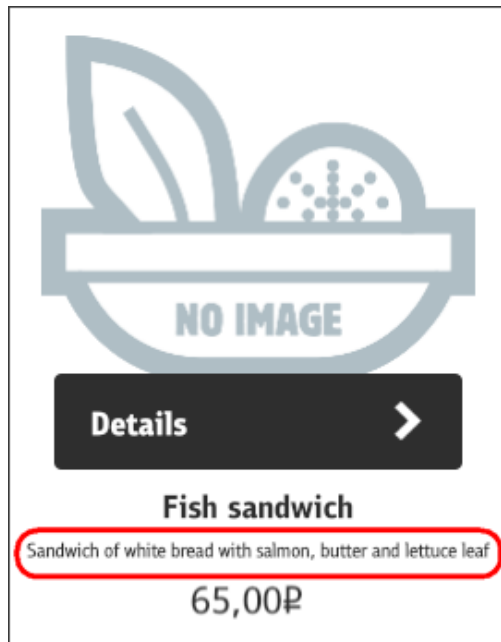 NO IMAGE
Details
Fish sandwich
Sandwich of white bread with salmon, butter and lettuce leaf
65,00₽